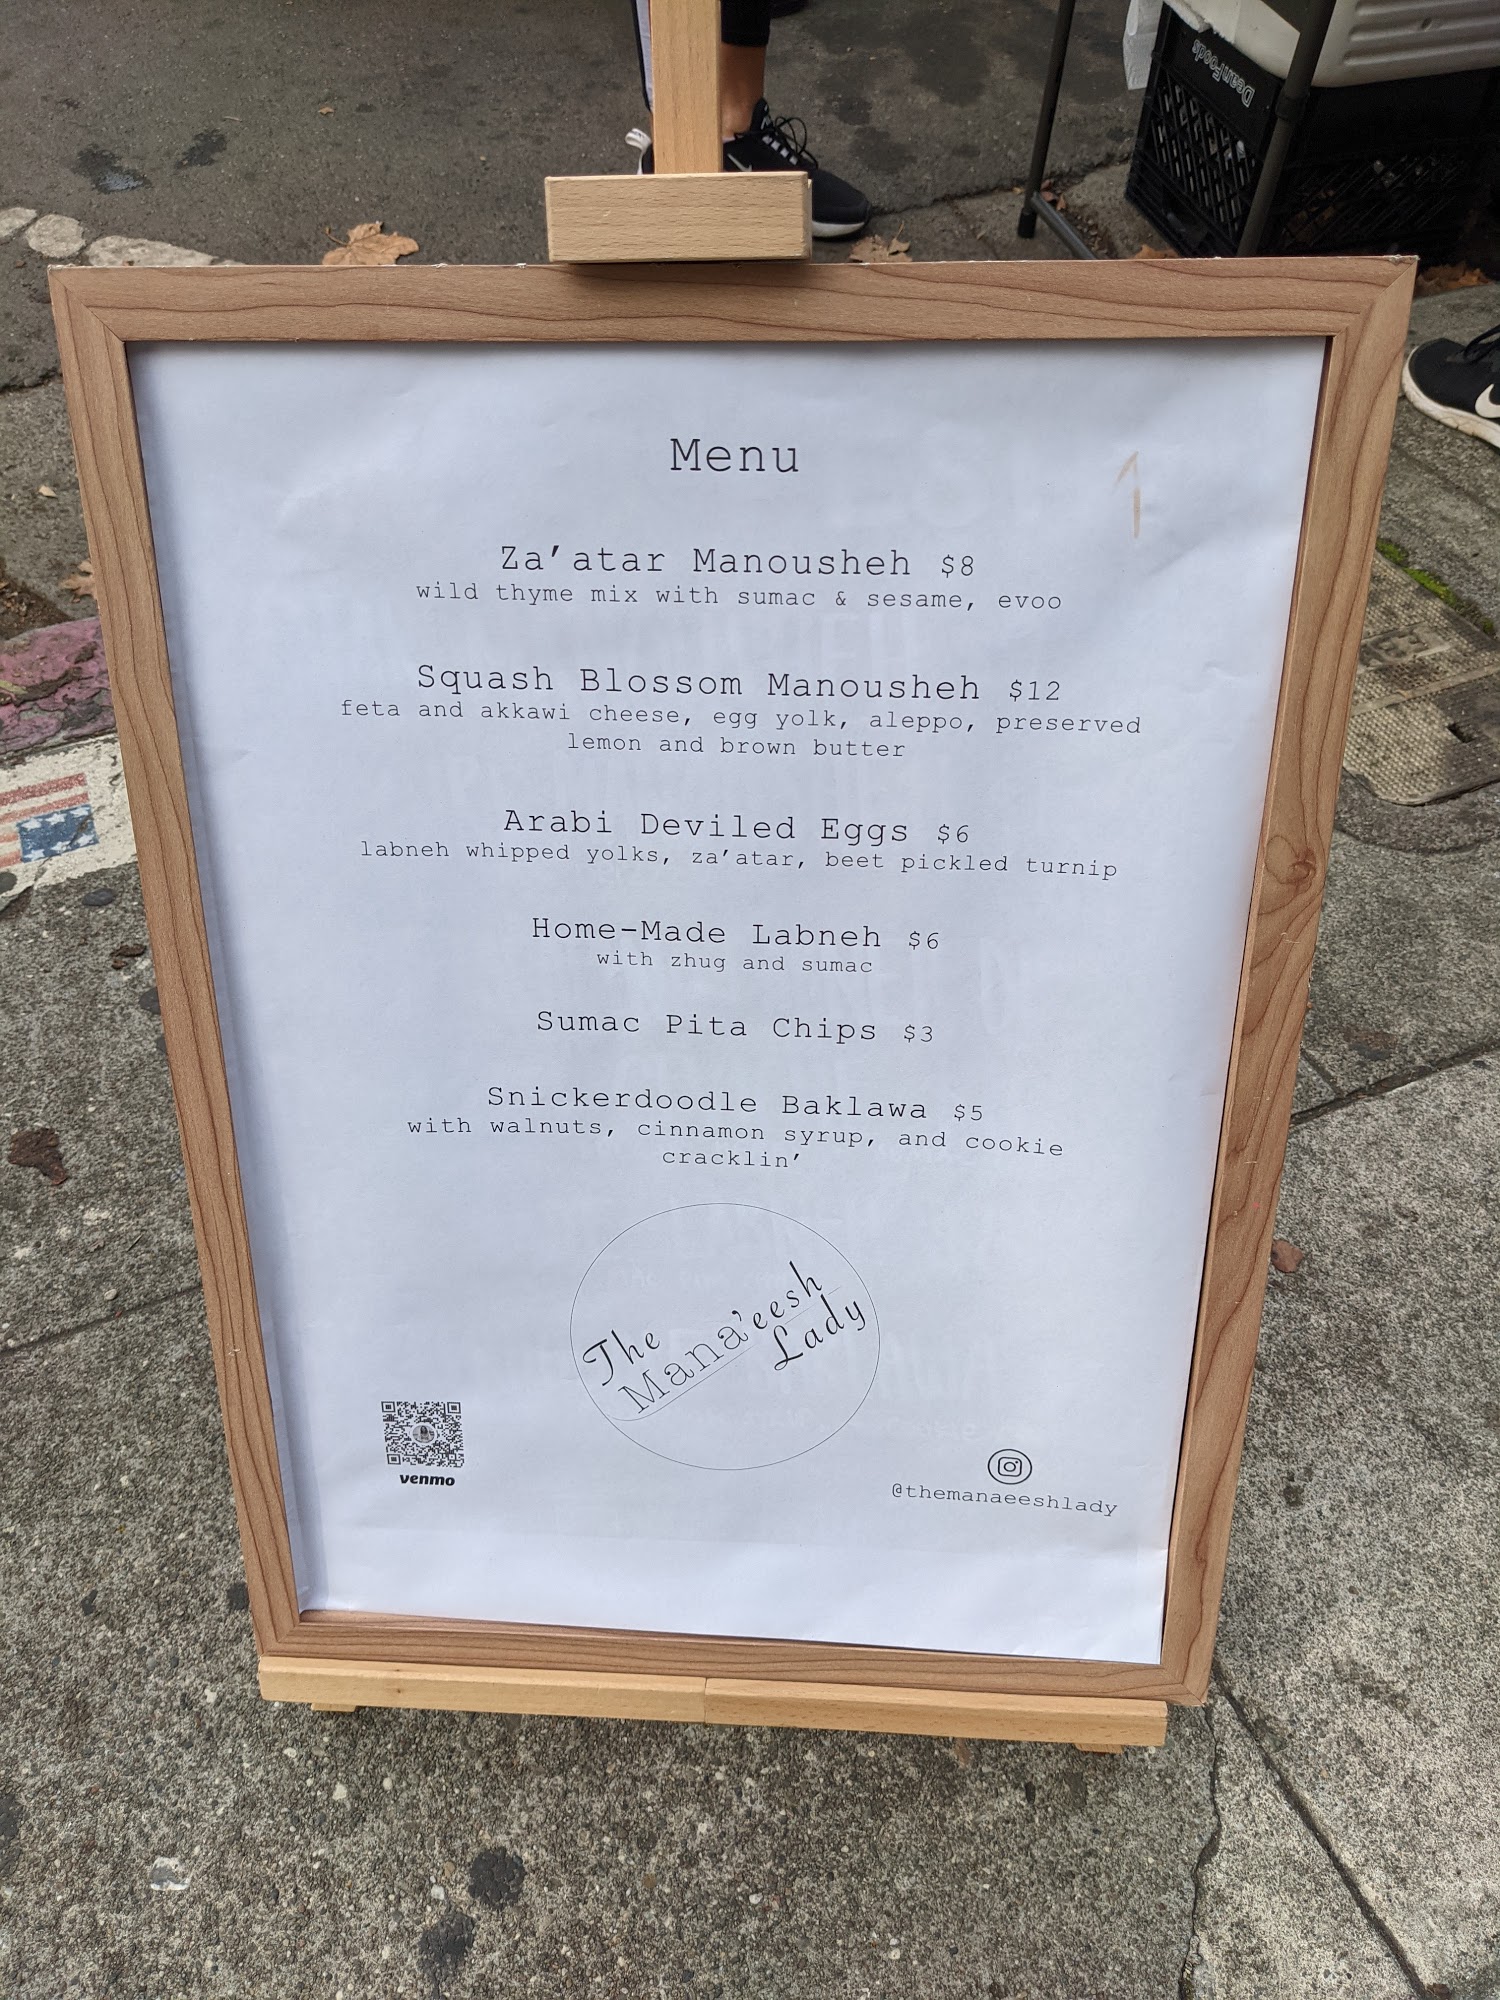 DeanFoods
Menu
1
Za'atar Manousheh $8
wild thyme mix with sumac & sesame, evoo
Squash Blossom Manousheh $12
feta and akkawi cheese, egg yolk, aleppo, preserved
lemon and brown butter
Arabi Deviled Eggs $6
labneh whipped yolks, za'atar, beet pickled turnip
Home-Made Labneh $6
with zhug and sumac
Sumac Pita Chips $3
Snickerdoodle Baklawa $5
with walnuts, cinnamon syrup, and cookie
cracklin'
The
Mana'eesh
Lady
venmo
@themanaeeshlady